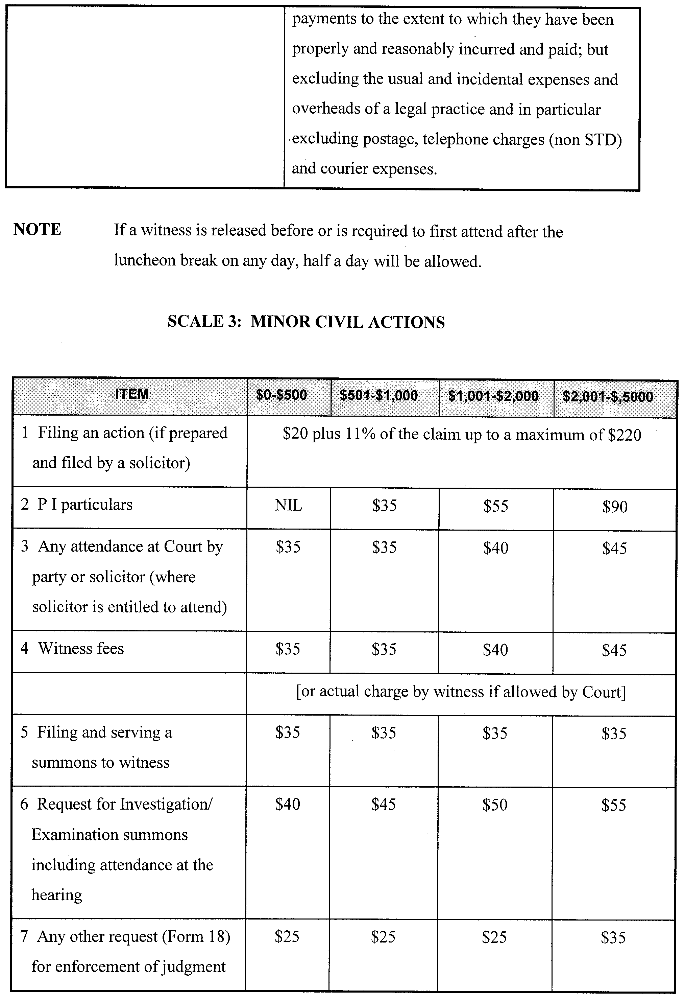 payments to the extent to which they have been
properly and reasonably incurred and paid; but
excluding the usual and incidental expenses and
overheads of a legal practice and in particular
excluding postage, telephone charges (non STD)
and courier expenses.
NOTE If a witness is released before or is required to first attend after the
luncheon break on any day, half a day will be allowed.
SCALE 3: MINOR CIVIL ACTIONS
ITEM $0-$500 $501-$1,000 $1,001-$2,000 $2,001-$,5000
1 Filing an action (if prepared $20 plus 11% of the claim up to a maximum of $220
and filed by a solicitor)
2 P I particulars NIL $35 $55 $90
3 Any attendance at Court by $35 $35 $40 $45
party or solicitor (where
solicitor is entitled to attend)
4 Witness fees $35 $35 $40 $45
[or actual charge by witness if allowed by Court]
5 Filing and serving a $35 $35 $35 $35
summons to witness
6 Request for Investigation/ $40 $45 $50 $55
Examination summons
including attendance at the
hearing
7 Any other request (Form 18) $25 $25 $25 $35
for enforcement of judgment